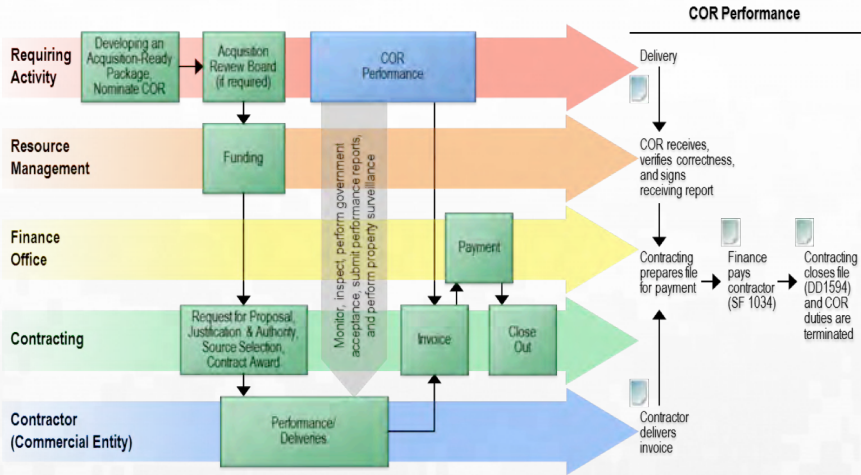 COR Performance
Requiring
Activity
Developing an
Acquisition-Ready
Package,
Nominate COR
Acquisition
Review Board
(if required)
COR
Performance
Delivery
Resource
Management
Funding
COR receives,
verifies correctness,
and signs
receiving report
Monitor, inspect, perform government
acceptance, submit performance reports,
and perform property surveillance
Finance
Office
Payment
Contracting
prepares file
for payment
Finance
pays
contractor
(SF 1034)
Contracting
closes file
(DD1594)
and COR
duties are
terminated
Contracting
Request for Proposal,
Justification & Authority,
Source Selection,
Contract Award
Invoice
Close
Out
Contractor
(Commercial Entity)
Performance/
Deliveries
Contractor
delivers
invoice